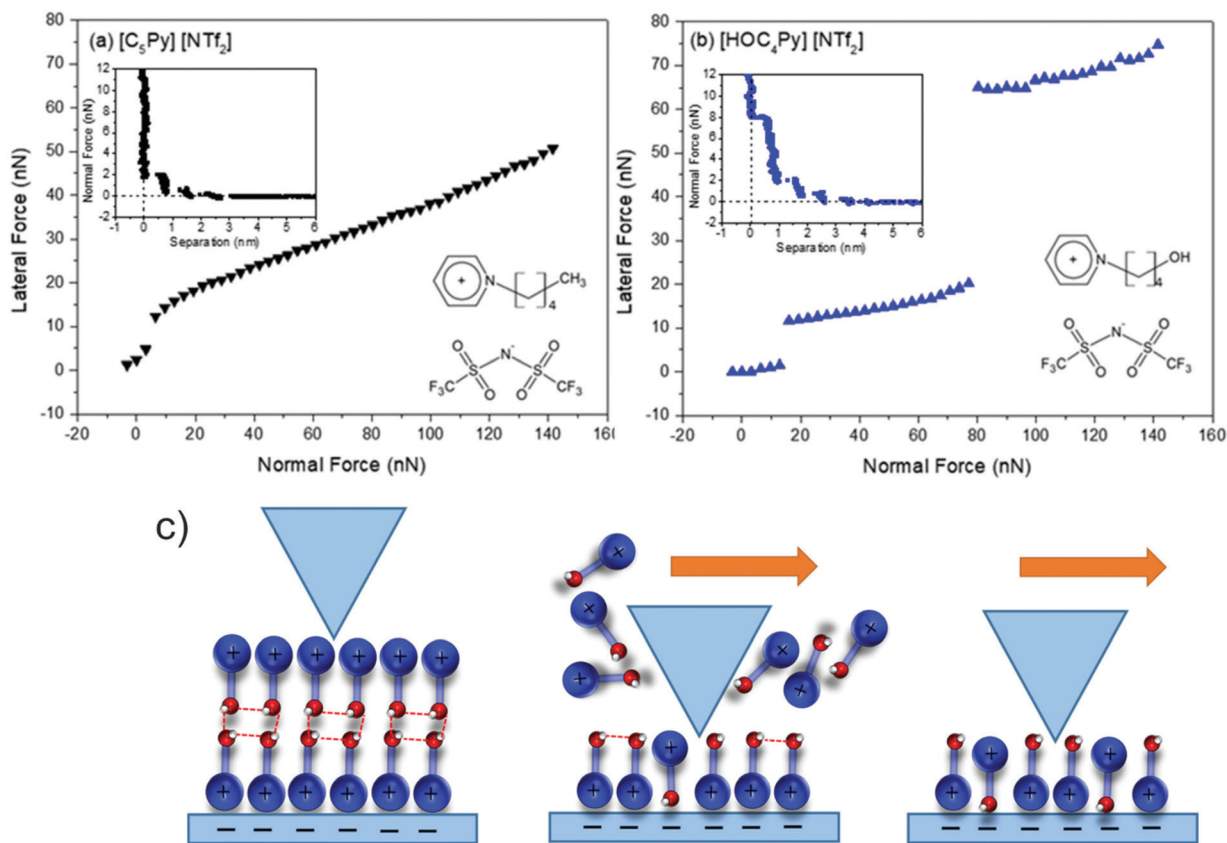 (a) [C₅Py] [NTf₂]
80
70
60
50
40
30
20
10
0
-10
Lateral Force (nN)
-20 0 20 40 60 80 100 120 140 160
Normal Force (nN)
12
10
8
6
4
2
0
-2
Normal Force (nN)
-1 0 1 2 3 4 5 6
Separation (nm)
+
N
4
CH₃
O O
S N⁻ S
F₃C O O CF₃
(b) [HOC₄Py] [NTf₂]
80
70
60
50
40
30
20
10
0
-10
Lateral Force (nN)
-20 0 20 40 60 80 100 120 140 160
Normal Force (nN)
12
10
8
6
4
2
0
-2
Normal Force (nN)
-1 0 1 2 3 4 5 6
Separation (nm)
+
N
4
OH
O O
S N⁻ S
F₃C O O CF₃
c)
+ + + + + +
+ + + + + +
− − − − − −
+
+
+
+
+
+
+ + + + + +
− − − − − −
+ + + + + +
− − − − − −